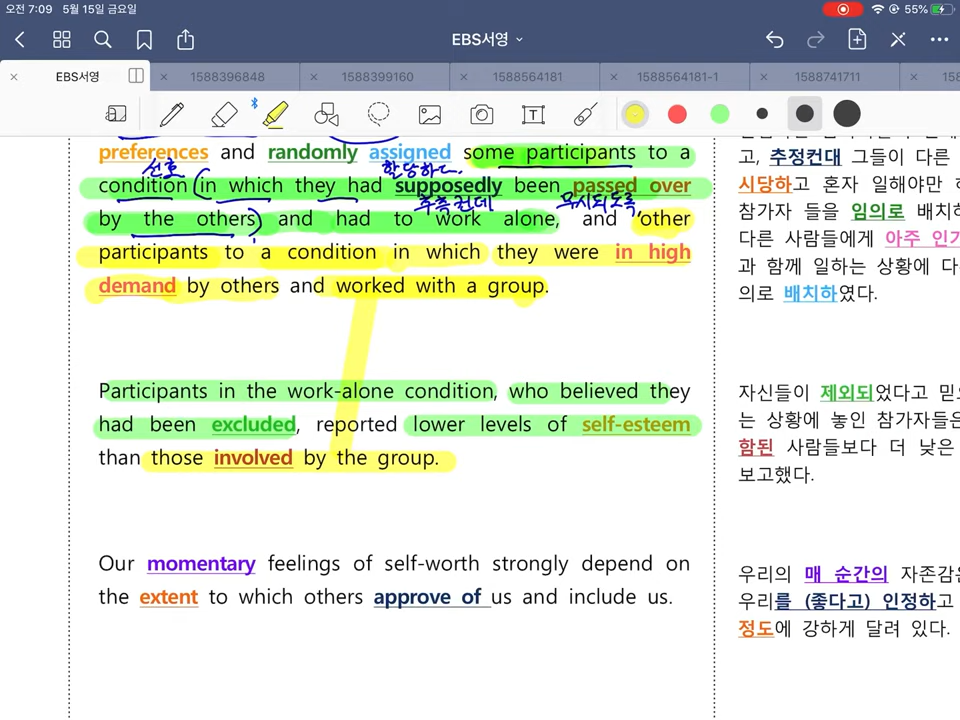 오전 7:09 5월 15일 금요일
55%
EBS서영
EBS서영
1588396848
1588399160
1588564181
1588564181-1
1588741711
preferences and randomly assigned some participants to a
선호
할당하다.
condition (in which they had supposedly been passed over
추측컨데
무시되도록,
by the others) and had to work alone, and other
participants to a condition in which they were in high
demand by others and worked with a group.
Participants in the work-alone condition, who believed they
had been excluded, reported lower levels of self-esteem
than those involved by the group.
Our momentary feelings of self-worth strongly depend on
the extent to which others approve of us and include us.
고, 추정컨대 그들이 다른
시당하고 혼자 일해야만
참가자 들을 임의로 배치하
다른 사람들에게 아주 인기
과 함께 일하는 상황에 다
의로 배치하였다.
자신들이 제외되었다고 믿
는 상황에 놓인 참가자들은
함된 사람들보다 더 낮은
보고했다.
우리의 매 순간의 자존감은
우리를 (좋다고) 인정하고
정도에 강하게 달려 있다.